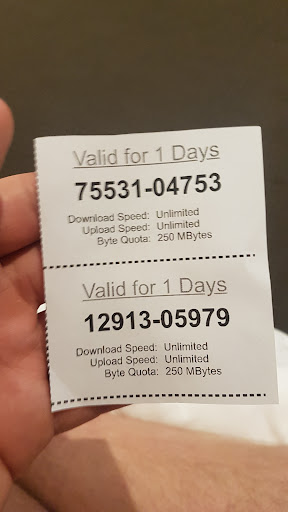 Valid for 1 Days
75531-04753
Download Speed: Unlimited
Upload Speed: Unlimited
Byte Quota: 250 MBytes
Valid for 1 Days
12913-05979
Download Speed: Unlimited
Upload Speed: Unlimited
Byte Quota: 250 MBytes